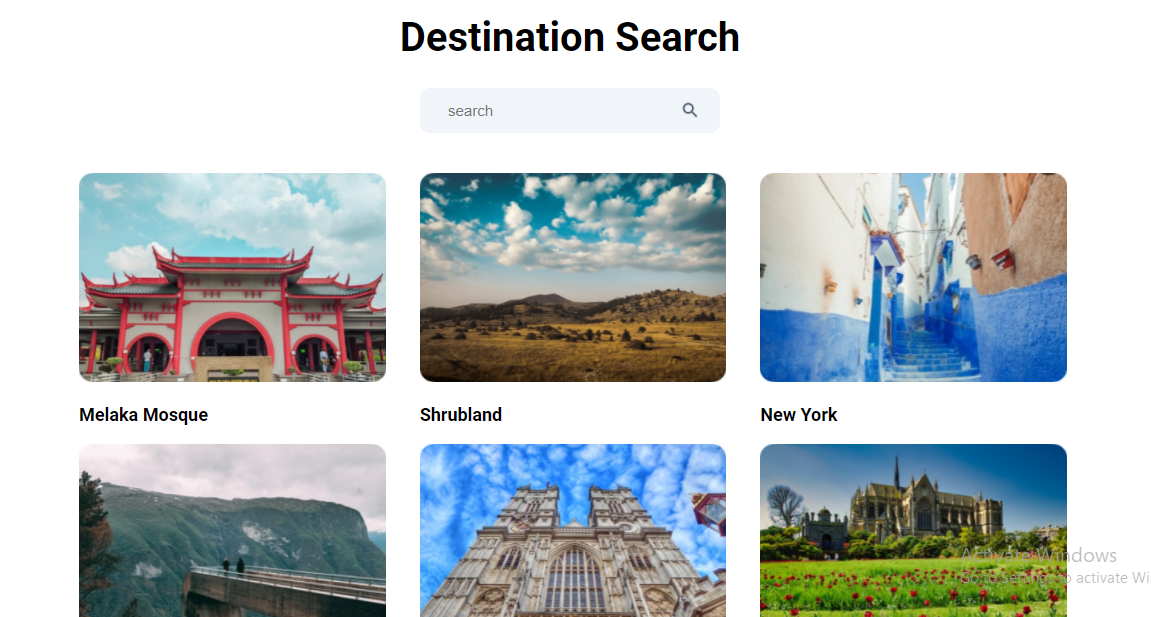 Destination Search
search
Melaka Mosque
Shrubland
New York
Activate Windows
Go to Settings to activate Wi